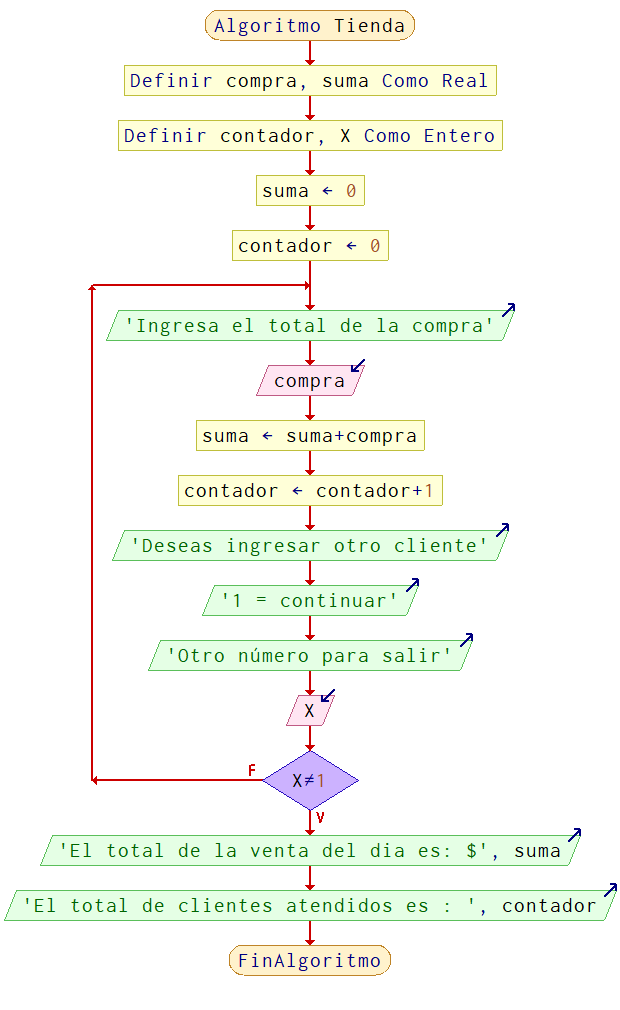 Algoritmo Tienda
Definir compra, suma Como Real
Definir contador, X Como Entero
suma ← 0
contador ← 0
'Ingresa el total de la compra'
compra
suma ← suma+compra
contador ← contador+1
'Deseas ingresar otro cliente'
'1 = continuar'
'Otro número para salir'
X
F
X≠1
V
'El total de la venta del dia es: $', suma
'El total de clientes atendidos es : ', contador
FinAlgoritmo